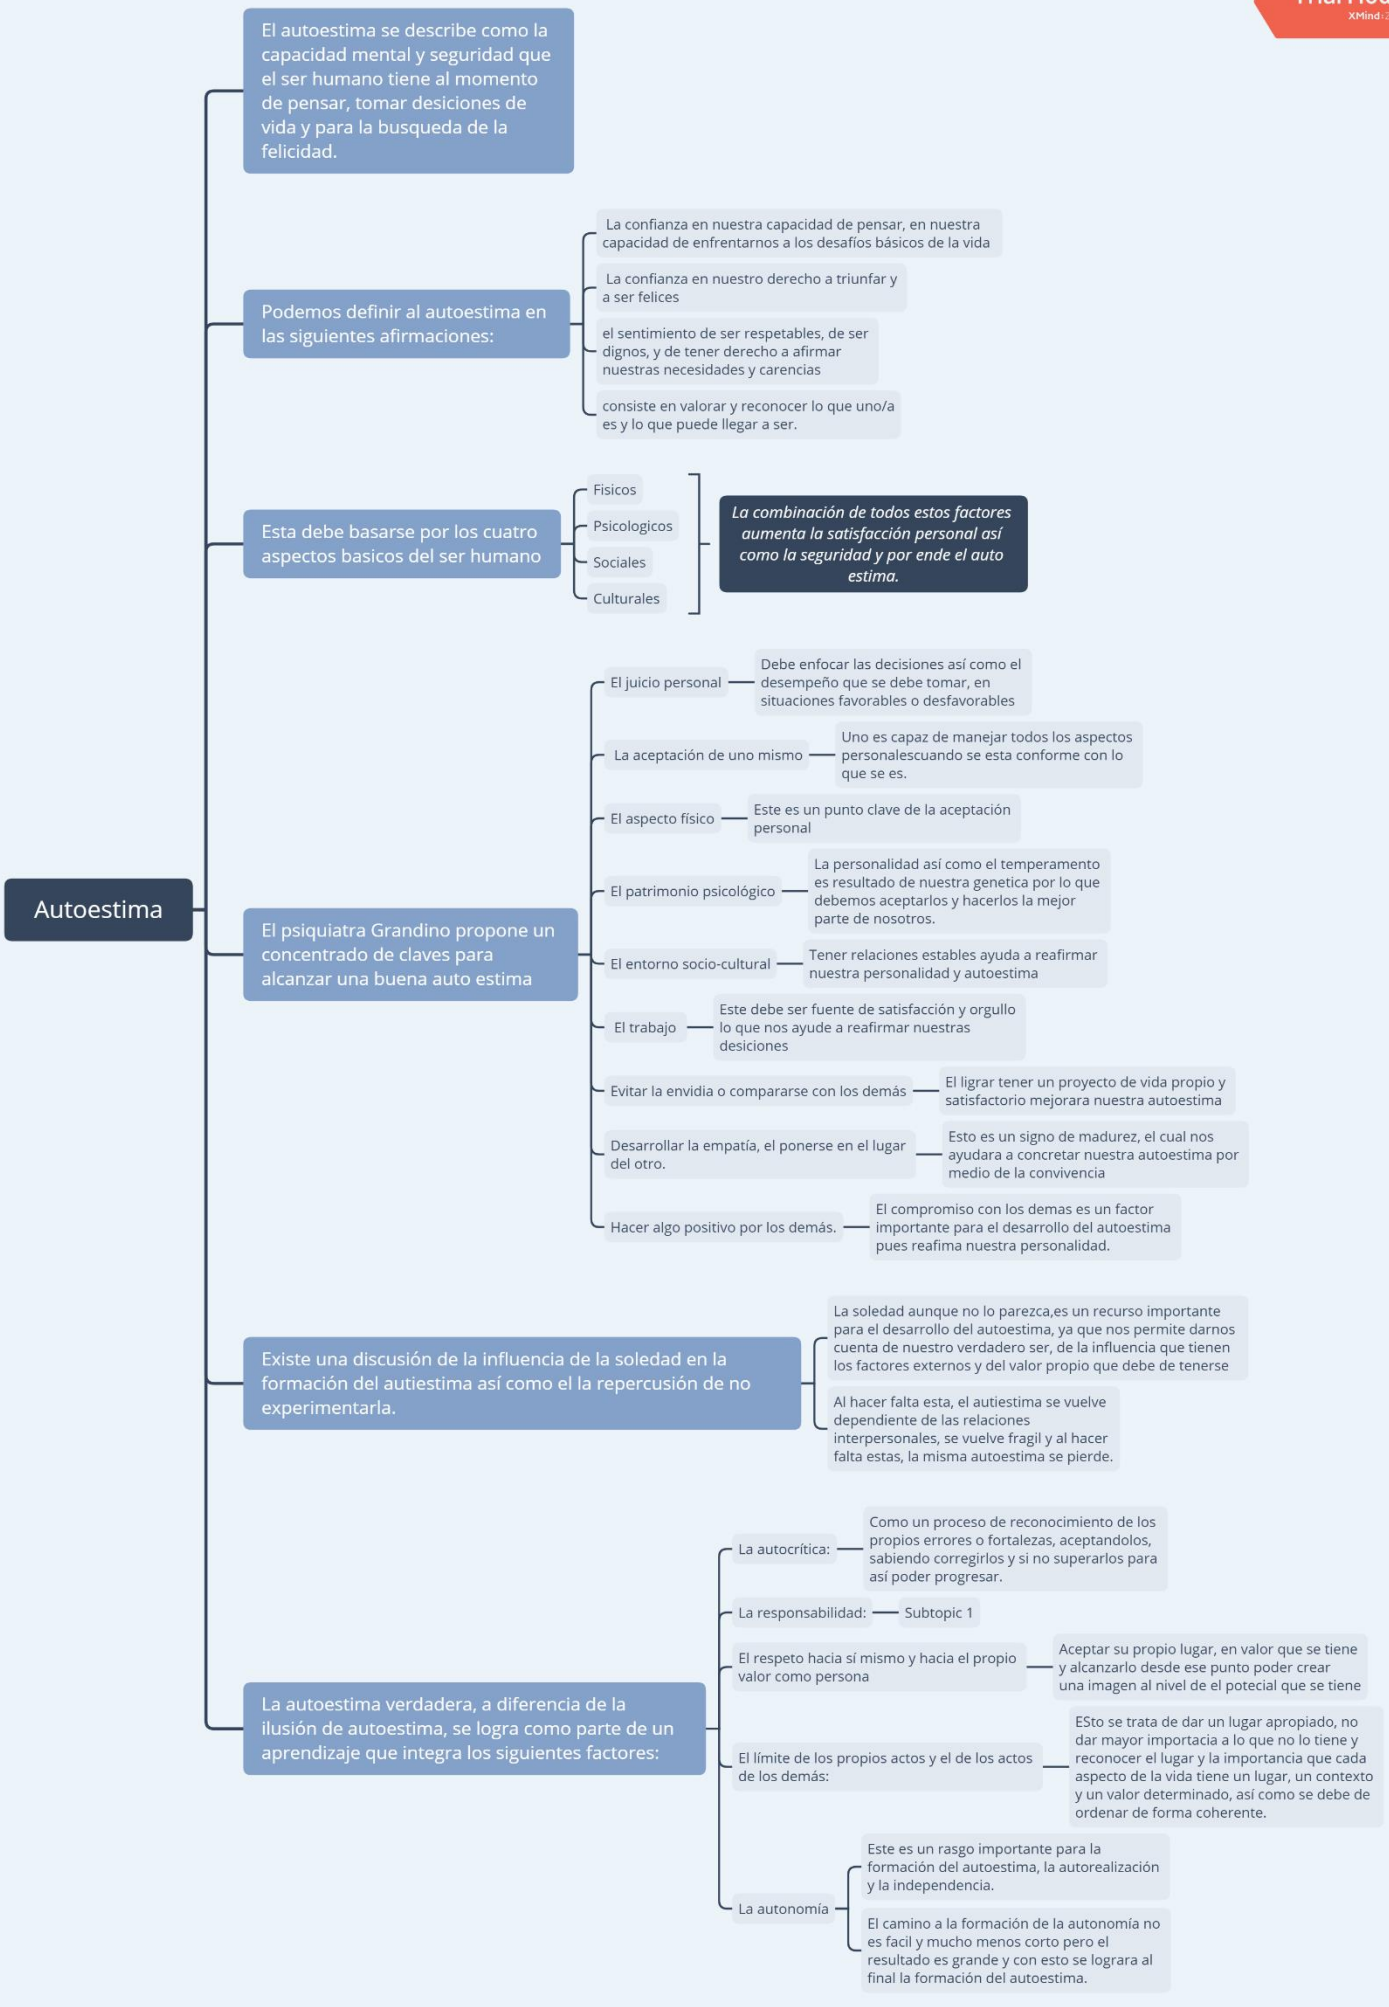 XMind
El autoestima se describe como la
capacidad mental y seguridad que
el ser humano tiene al momento
de pensar, tomar desiciones de
vida y para la busqueda de la
felicidad.
Podemos definir al autoestima en
las siguientes afirmaciones:
La confianza en nuestra capacidad de pensar, en nuestra
capacidad de enfrentarnos a los desafíos básicos de la vida
La confianza en nuestro derecho a triunfar y
a ser felices
el sentimiento de ser respetables, de ser
dignos, y de tener derecho a afirmar
nuestras necesidades y carencias
consiste en valorar y reconocer lo que uno/a
es y lo que puede llegar a ser.
Esta debe basarse por los cuatro
aspectos basicos del ser humano
Fisicos
Psicologicos
Sociales
Culturales
La combinación de todos estos factores
aumenta la satisfacción personal así
como la seguridad y por ende el auto
estima.
Autoestima
El psiquiatra Grandino propone un
concentrado de claves para
alcanzar una buena auto estima
El juicio personal
Debe enfocar las decisiones así como el
desempeño que se debe tomar, en
situaciones favorables o desfavorables
La aceptación de uno mismo
Uno es capaz de manejar todos los aspectos
personalescuando se esta conforme con lo
que se es.
El aspecto físico
Este es un punto clave de la aceptación
personal
El patrimonio psicológico
La personalidad así como el temperamento
es resultado de nuestra genetica por lo que
debemos aceptarlos y hacerlos la mejor
parte de nosotros.
El entorno socio-cultural
Tener relaciones estables ayuda a reafirmar
nuestra personalidad y autoestima
El trabajo
Este debe ser fuente de satisfacción y orgullo
lo que nos ayude a reafirmar nuestras
desiciones
Evitar la envidia o compararse con los demás
El ligrar tener un proyecto de vida propio y
satisfactorio mejorara nuestra autoestima
Desarrollar la empatía, el ponerse en el lugar
del otro.
Esto es un signo de madurez, el cual nos
ayudara a concretar nuestra autoestima por
medio de la convivencia
Hacer algo positivo por los demás.
El compromiso con los demas es un factor
importante para el desarrollo del autoestima
pues reafima nuestra personalidad.
Existe una discusión de la influencia de la soledad en la
formación del autiestima así como el la repercusión de no
experimentarla.
La soledad aunque no lo parezca,es un recurso importante
para el desarrollo del autoestima, ya que nos permite darnos
cuenta de nuestro verdadero ser, de la influencia que tienen
los factores externos y del valor propio que debe de tenerse
Al hacer falta esta, el autiestima se vuelve
dependiente de las relaciones
interpersonales, se vuelve fragil y al hacer
falta estas, la misma autoestima se pierde.
La autoestima verdadera, a diferencia de la
ilusión de autoestima, se logra como parte de un
aprendizaje que integra los siguientes factores:
La autocrítica:
Como un proceso de reconocimiento de los
propios errores o fortalezas, aceptandolos,
sabiendo corregirlos y si no superarlos para
así poder progresar.
La responsabilidad:
Subtopic 1
El respeto hacia sí mismo y hacia el propio
valor como persona
Aceptar su propio lugar, en valor que se tiene
y alcanzarlo desde ese punto poder crear
una imagen al nivel de el potecial que se tiene
El límite de los propios actos y el de los actos
de los demás:
ESto se trata de dar un lugar apropiado, no
dar mayor importacia a lo que no lo tiene y
reconocer el lugar y la importancia que cada
aspecto de la vida tiene un lugar, un contexto
y un valor determinado, así como se debe de
ordenar de forma coherente.
La autonomía
Este es un rasgo importante para la
formación del autoestima, la autorealización
y la independencia.
El camino a la formación de la autonomía no
es facil y mucho menos corto pero el
resultado es grande y con esto se lograra al
final la formación del autoestima.